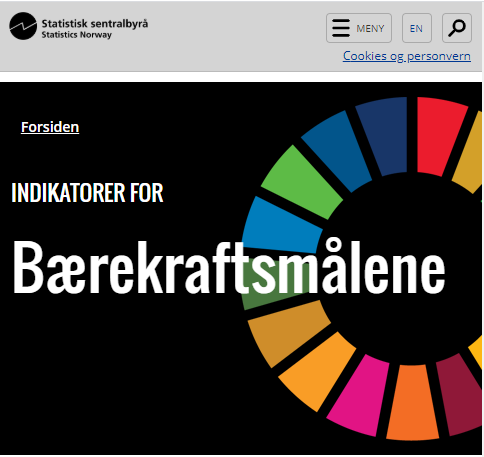 Statistisk sentralbyrå
Statistics Norway
MENY
EN
Cookies og personvern
Forsiden
INDIKATORER FOR
Bærekraftsmålene